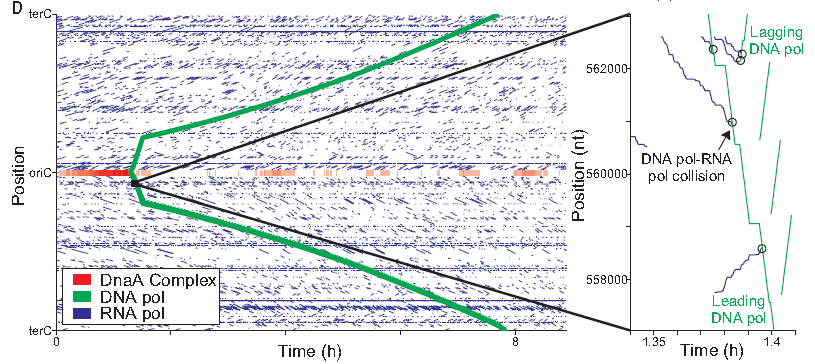 D
terC
oriC
terC
Position
0
8
Time (h)
DnaA Complex
DNA pol
RNA pol
562000
560000
558000
Position (nt)
1.35
1.4
Time (h)
Lagging
DNA pol
DNA pol-RNA
pol collision
Leading
DNA pol